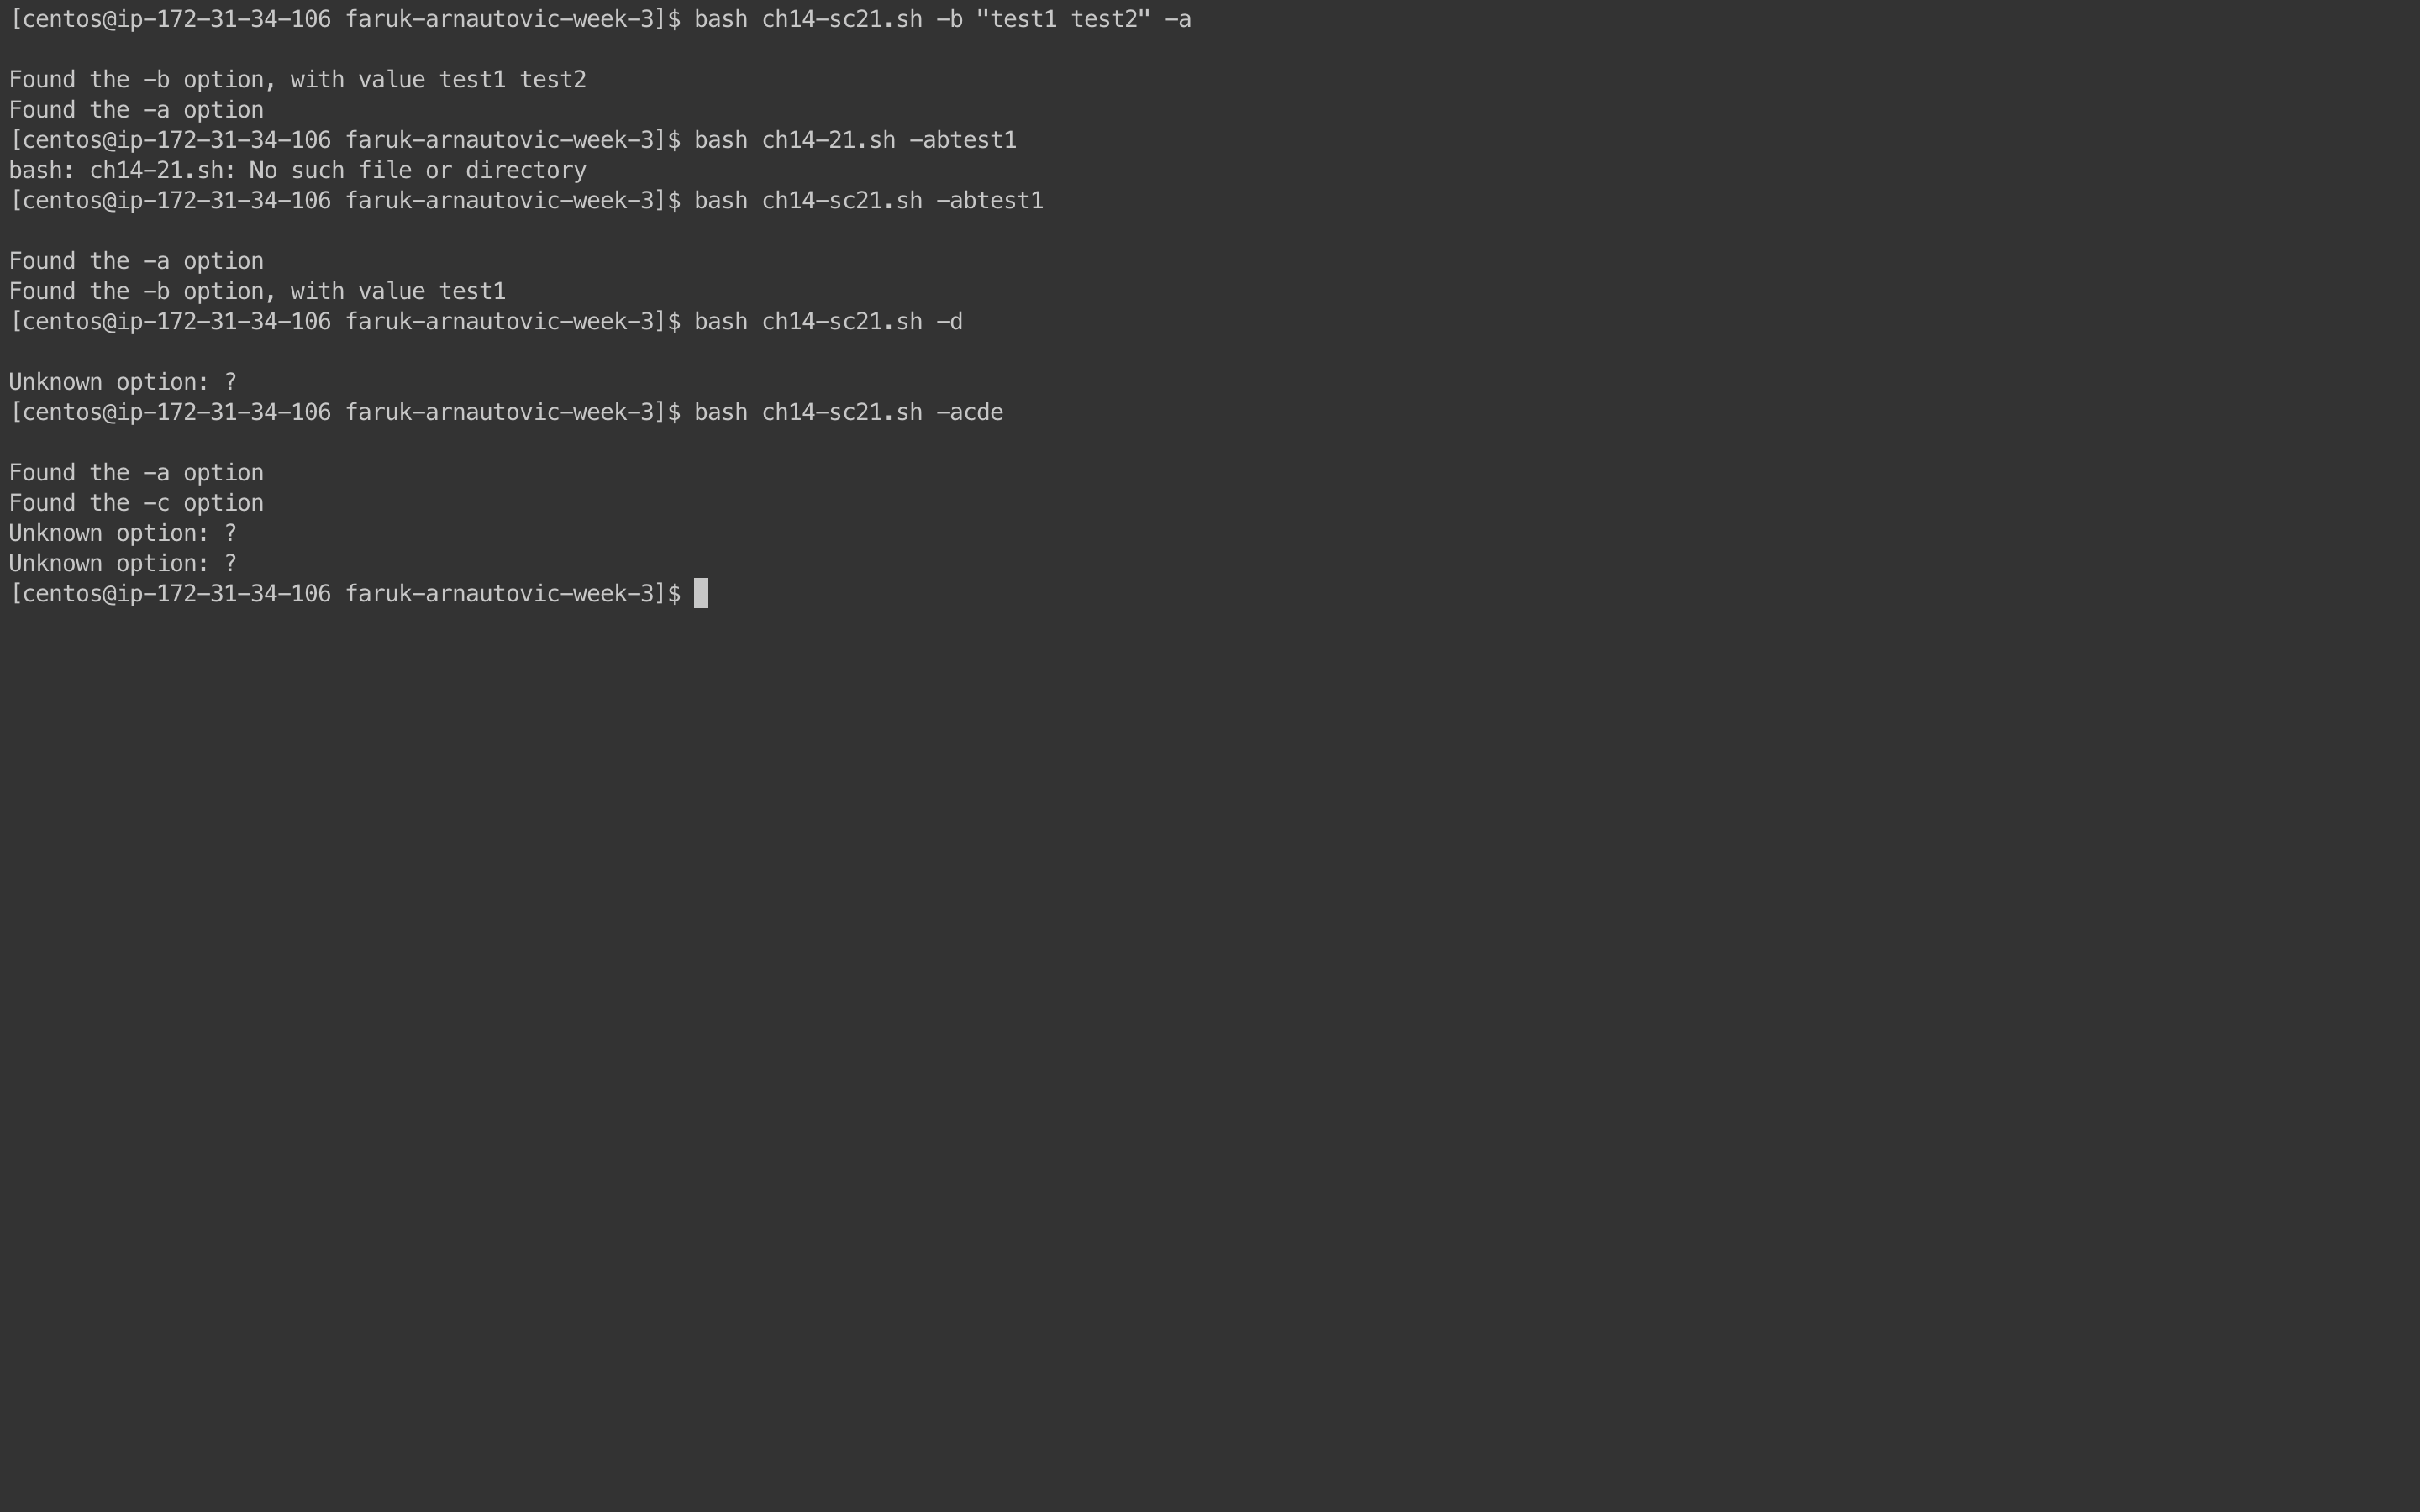 [centos@ip-172-31-34-106 faruk-arnautovic-week-3]$ bash ch14-sc21.sh -b "test1 test2" -a
Found the -b option, with value test1 test2
Found the -a option
[centos@ip-172-31-34-106 faruk-arnautovic-week-3]$ bash ch14-21.sh -abtest1
bash: ch14-21.sh: No such file or directory
[centos@ip-172-31-34-106 faruk-arnautovic-week-3]$ bash ch14-sc21.sh -abtest1
Found the -a option
Found the -b option, with value test1
[centos@ip-172-31-34-106 faruk-arnautovic-week-3]$ bash ch14-sc21.sh -d
Unknown option: ?
[centos@ip-172-31-34-106 faruk-arnautovic-week-3]$ bash ch14-sc21.sh -acde
Found the -a option
Found the -c option
Unknown option: ?
Unknown option: ?
[centos@ip-172-31-34-106 faruk-arnautovic-week-3]$